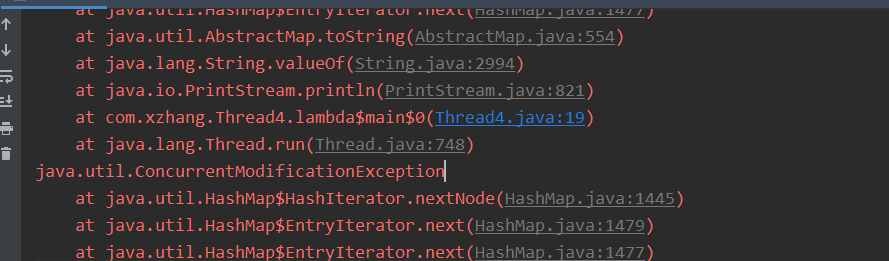 at java.util.HashMap$EntryIterator.next(HashMap.java:1477)
at java.util.AbstractMap.toString(AbstractMap.java:554)
at java.lang.String.valueOf(String.java:2994)
at java.io.PrintStream.println(PrintStream.java:821)
at com.xzhang.Thread4.lambda$main$0(Thread4.java:19)
at java.lang.Thread.run(Thread.java:748)
java.util.ConcurrentModificationException
at java.util.HashMap$HashIterator.nextNode(HashMap.java:1445)
at java.util.HashMap$EntryIterator.next(HashMap.java:1479)
at java.util.HashMap$EntryIterator.next(HashMap.java:1477)